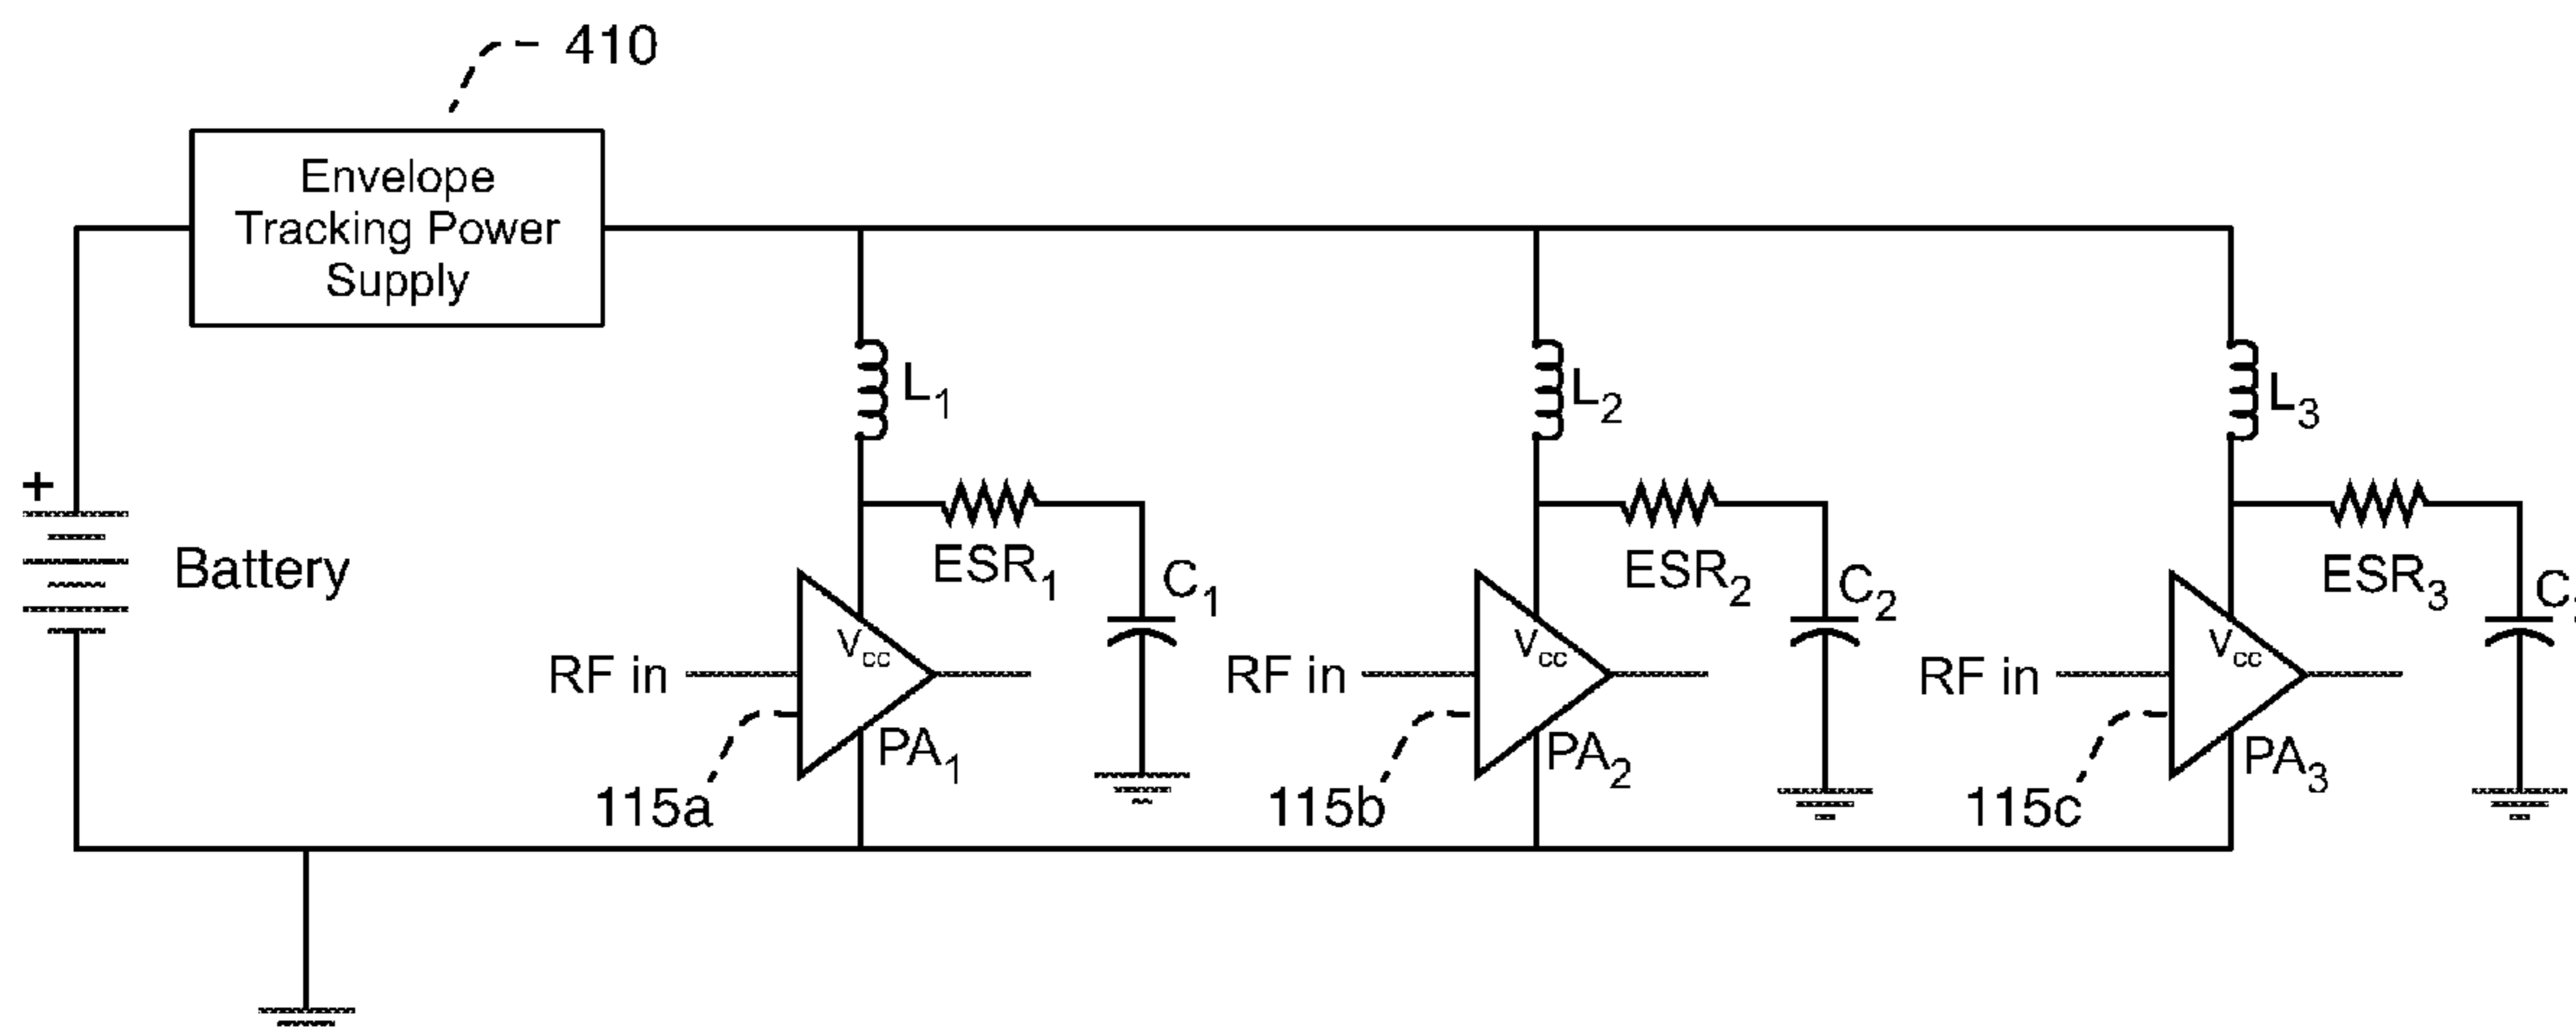 410
Envelope
Tracking Power
Supply
L1
L2
L3
+
Battery
ESR1
C1
ESR2
C2
ESR3
C
Vcc
Vcc
Vcc
RF in
RF in
RF in
PA1
PA2
PA3
115a
115b
115c